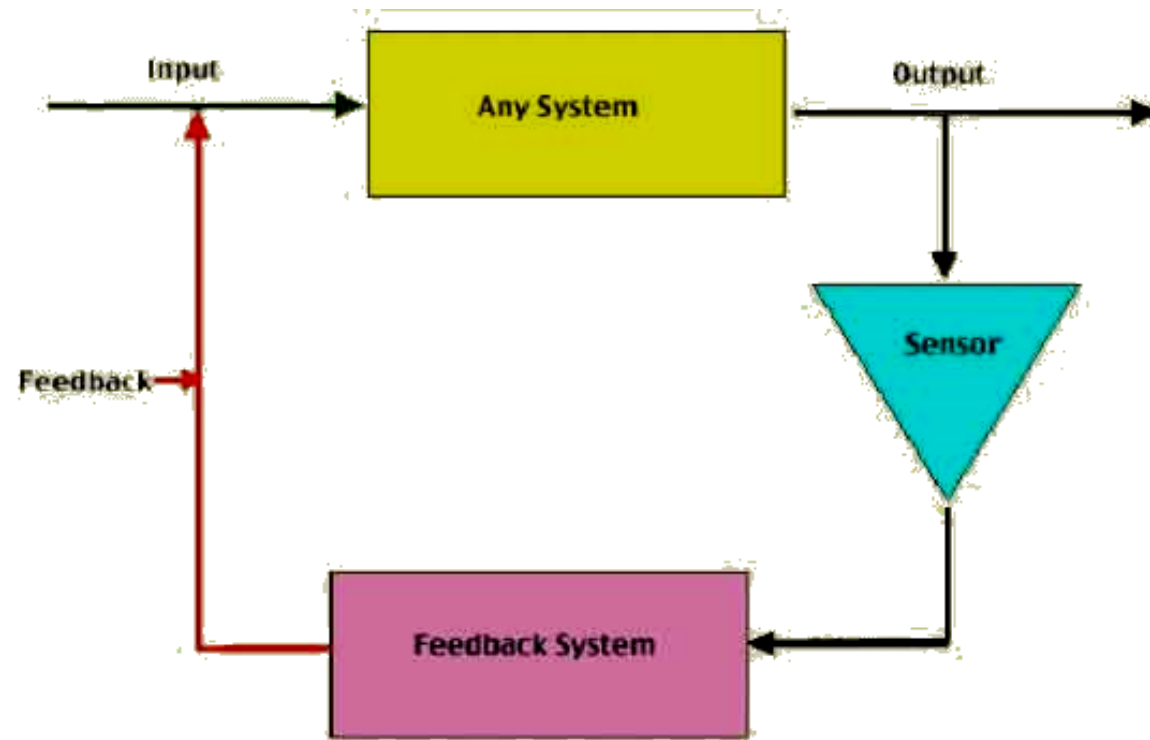 Input
Any System
Output
Sensor
Feedback
Feedback System